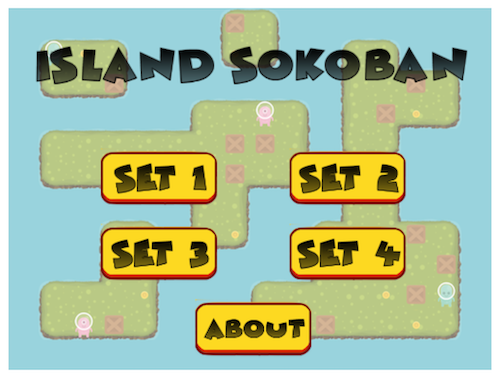 ISLAND SOKOBAN
SET 1
SET 2
SET 3
SET 4
ABOUT